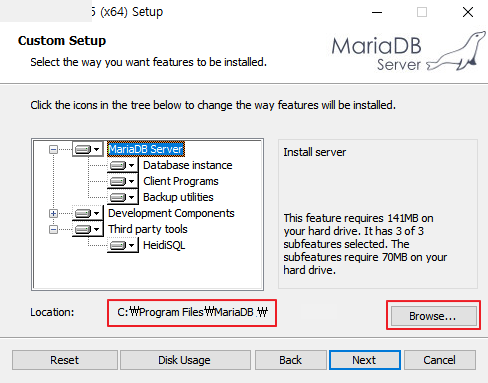 5 (x64) Setup
Custom Setup
Select the way you want features to be installed.
MariaDB
Server
Click the icons in the tree below to change the way features will be installed.
MariaDB Server
Database instance
Client Programs
Backup utilities
Development Components
Third party tools
HeidiSQL
Install server
This feature requires 141MB on
your hard drive. It has 3 of 3
subfeatures selected. The
subfeatures require 70MB on your
hard drive.
Location:
C:₩Program Files₩MariaDB ₩
Browse...
Reset
Disk Usage
Back
Next
Cancel